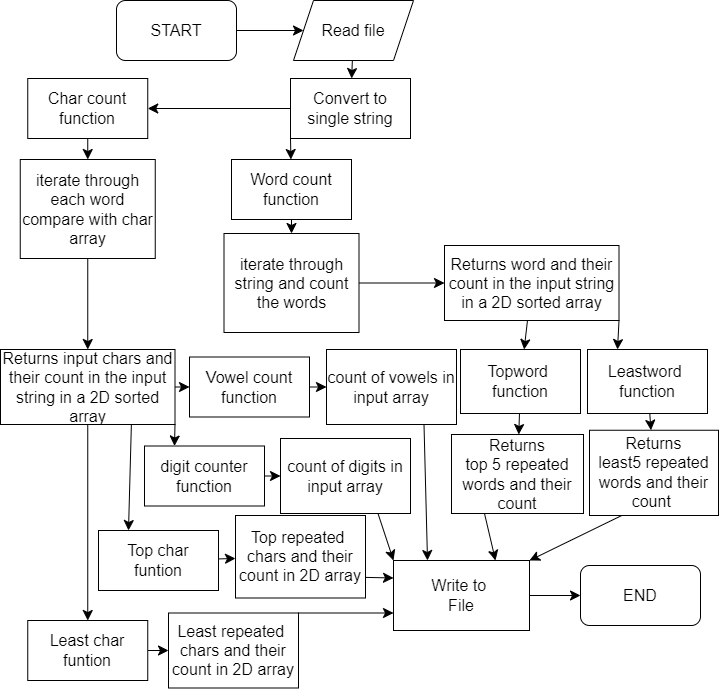 START
Read file
Char count
function
Convert to
single string
iterate through
each word
compare with char
array
Word count
function
iterate through
string and count
the words
Returns word and their
count in the input string
in a 2D sorted array
Returns input chars and
their count in the input
string in a 2D sorted
array
Vowel count
function
count of vowels in
input array
Topword
function
Leastword
function
digit counter
function
count of digits in
input array
Returns
top 5 repeated
words and their
count
Returns
least5 repeated
words and their
count
Top char
funtion
Top repeated
chars and their
count in 2D array
Write to
File
END
Least char
funtion
Least repeated
chars and their
count in 2D array